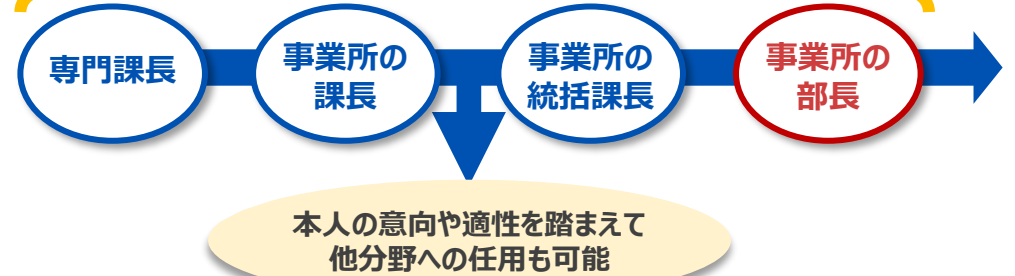 専門課長
事業所の
課長
事業所の
統括課長
事業所の
部長
本人の意向や適性を踏まえて
他分野への任用も可能